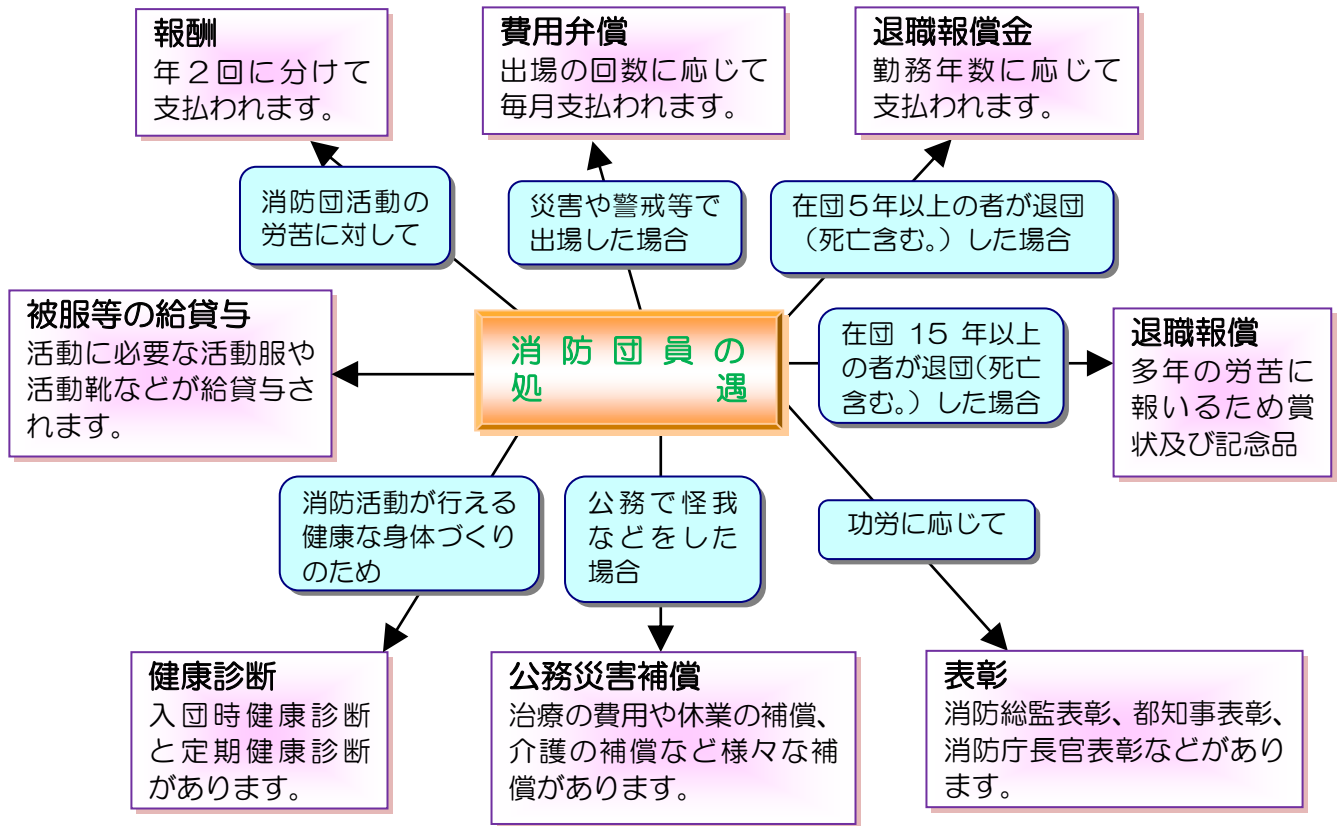 報酬
年２回に分けて
支払われます。
費用弁償
出場の回数に応じて
毎月支払われます。
退職報償金
勤務年数に応じて
支払われます。
消防団活動の
労苦に対して
災害や警戒等で
出場した場合
在団５年以上の者が退団
（死亡含む。）した場合
被服等の給貸与
活動に必要な活動服や
活動靴などが給貸与さ
れます。
消防団員の
処遇
在団 15 年以上
の者が退団(死亡
含む。）した場合
退職報償
多年の労苦に
報いるため賞
状及び記念品
消防活動が行える
健康な身体づくり
のため
公務で怪我
などをした
場合
功労に応じて
健康診断
入団時健康診断
と定期健康診断
があります。
公務災害補償
治療の費用や休業の補償、
介護の補償など様々な補
償があります。
表彰
消防総監表彰、都知事表彰、
消防庁長官表彰などがあり
ます。